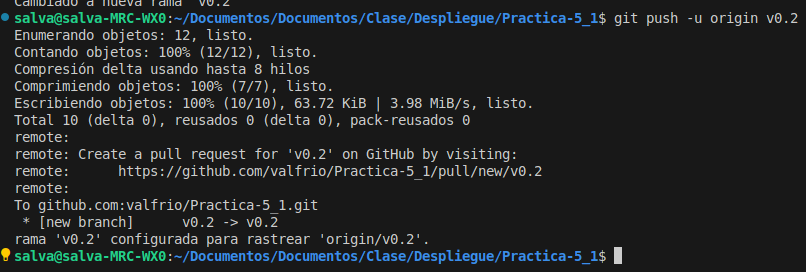 Cambiado a nueva rama 'v0.2'
salva@salva-MRC-WX0:~/Documentos/Documentos/Clase/Despliegue/Practica-5_1$ git push -u origin v0.2
Enumerando objetos: 12, listo.
Contando objetos: 100% (12/12), listo.
Compresión delta usando hasta 8 hilos
Comprimiendo objetos: 100% (7/7), listo.
Escribiendo objetos: 100% (10/10), 63.72 KiB | 3.98 MiB/s, listo.
Total 10 (delta 0), reusados 0 (delta 0), pack-reusados 0
remote:
remote: Create a pull request for 'v0.2' on GitHub by visiting:
remote:      https://github.com/valfrio/Practica-5_1/pull/new/v0.2
remote:
To github.com:valfrio/Practica-5_1.git
 * [new branch]      v0.2 -> v0.2
rama 'v0.2' configurada para rastrear 'origin/v0.2'.
salva@salva-MRC-WX0:~/Documentos/Documentos/Clase/Despliegue/Practica-5_1$